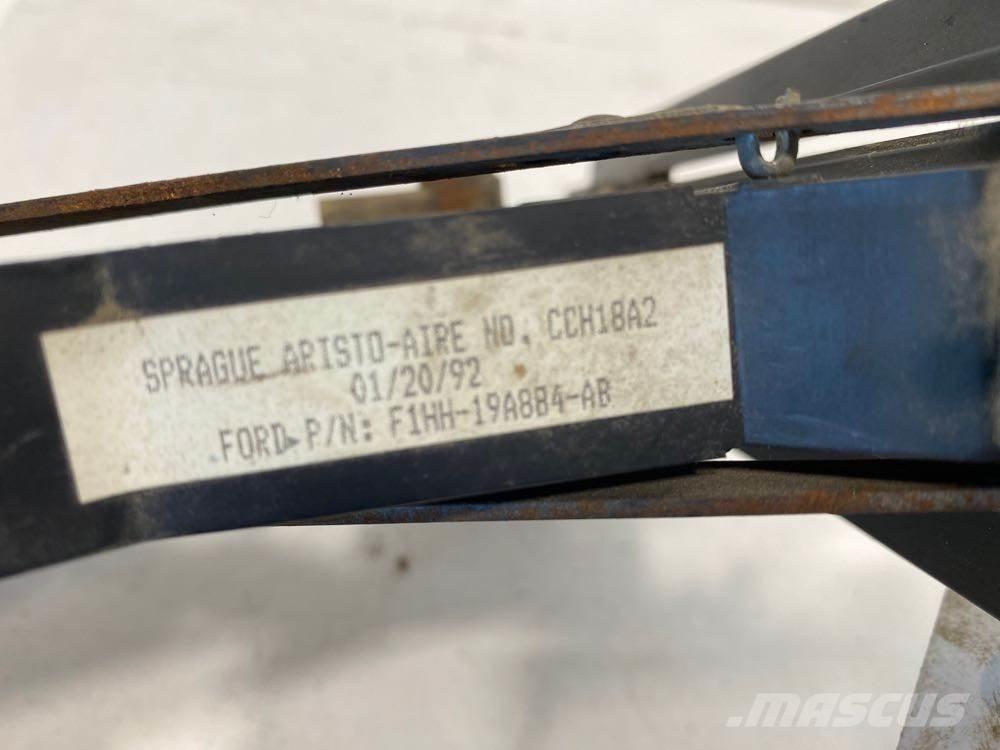 SPRAGUE ARISTO-AIRE NO. CCH18A2
01/20/92
FORD P/N: F1HH-19A884-AB
.mascus